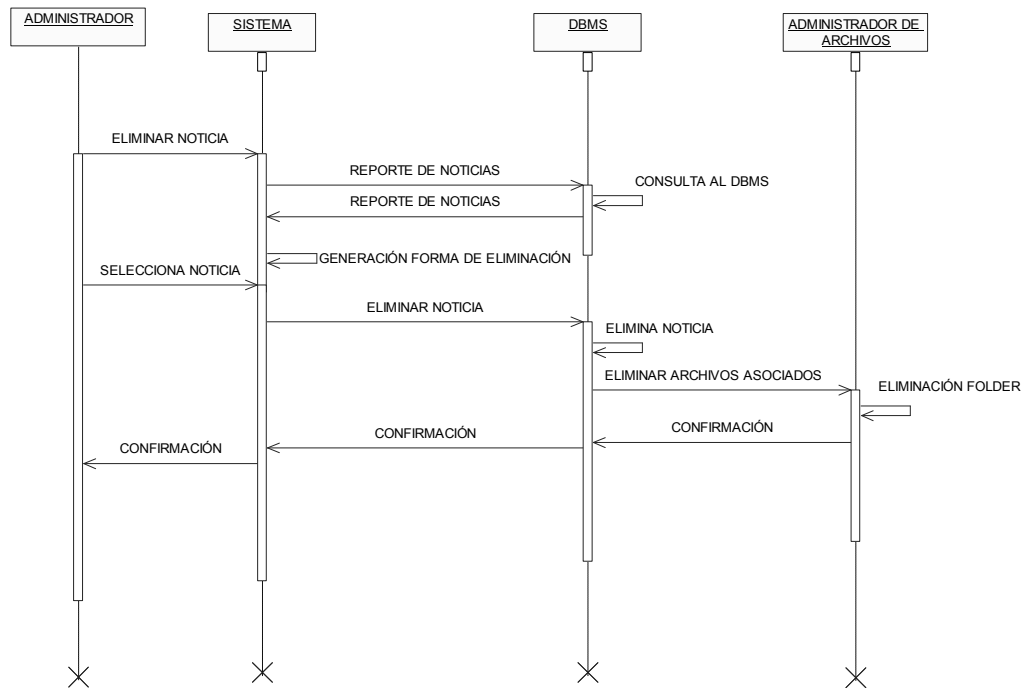 ADMINISTRADOR
SISTEMA
DBMS
ADMINISTRADOR DE
ARCHIVOS
ELIMINAR NOTICIA
REPORTE DE NOTICIAS
CONSULTA AL DBMS
REPORTE DE NOTICIAS
GENERACIÓN FORMA DE ELIMINACIÓN
SELECCIONA NOTICIA
ELIMINAR NOTICIA
ELIMINA NOTICIA
ELIMINAR ARCHIVOS ASOCIADOS
ELIMINACIÓN FOLDER
CONFIRMACIÓN
CONFIRMACIÓN
CONFIRMACIÓN